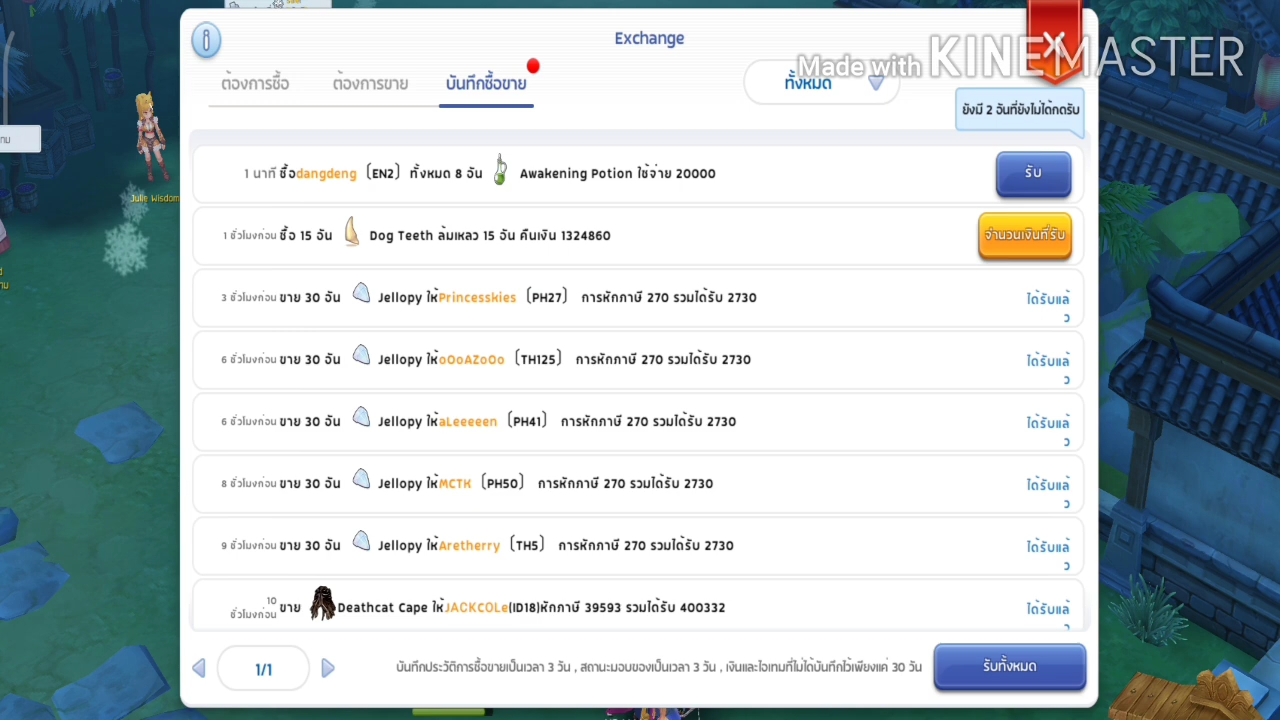 Exchange
Made with KINEMASTER
ต้องการซื้อ
ต้องการขาย
บันทึกซื้อขาย
ทั้งหมด
ยังมี 2 อันที่ยังไม่ได้กดรับ
1 นาที ซื้อdangdeng (EN2) ทั้งหมด 8 อัน Awakening Potion ใช้จ่าย 20000
รับ
1 ชั่วโมงก่อน ซื้อ 15 อัน Dog Teeth ล้มเหลว 15 อัน คืนเงิน 1324860
จำนวนเงินที่รับ
3 ชั่วโมงก่อน ขาย 30 อัน Jellopy ให้Princesskies (PH27) การหักภาษี 270 รวมได้รับ 2730
ได้รับแล้
ว
6 ชั่วโมงก่อน ขาย 30 อัน Jellopy ให้oOoAZoOo (TH125) การหักภาษี 270 รวมได้รับ 2730
ได้รับแล้
ว
6 ชั่วโมงก่อน ขาย 30 อัน Jellopy ให้aLeeeeen (PH41) การหักภาษี 270 รวมได้รับ 2730
ได้รับแล้
ว
8 ชั่วโมงก่อน ขาย 30 อัน Jellopy ให้MCTK (PH50) การหักภาษี 270 รวมได้รับ 2730
ได้รับแล้
ว
9 ชั่วโมงก่อน ขาย 30 อัน Jellopy ให้Aretherry (TH5) การหักภาษี 270 รวมได้รับ 2730
ได้รับแล้
ว
10
ชั่วโมงก่อน ขาย Deathcat Cape ให้JACKCOLe(ID18)หักภาษี 39593 รวมได้รับ 400332
ได้รับแล้
ว
1/1
บันทึกประวัติการซื้อขายเป็นเวลา 3 วัน , สถานะมอบของเป็นเวลา 3 วัน , เงินและไอเทมที่ไม่ได้บันทึกไว้เพียงแค่ 30 วัน
รับทั้งหมด
Julie Wisdom